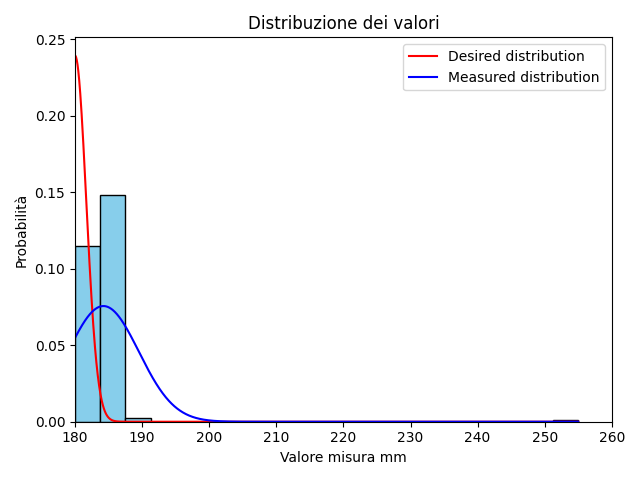 Distribuzione dei valori
0.25
0.20
0.15
0.10
0.05
0.00
Probabilità
Desired distribution
Measured distribution
180 190 200 210 220 230 240 250 260
Valore misura mm